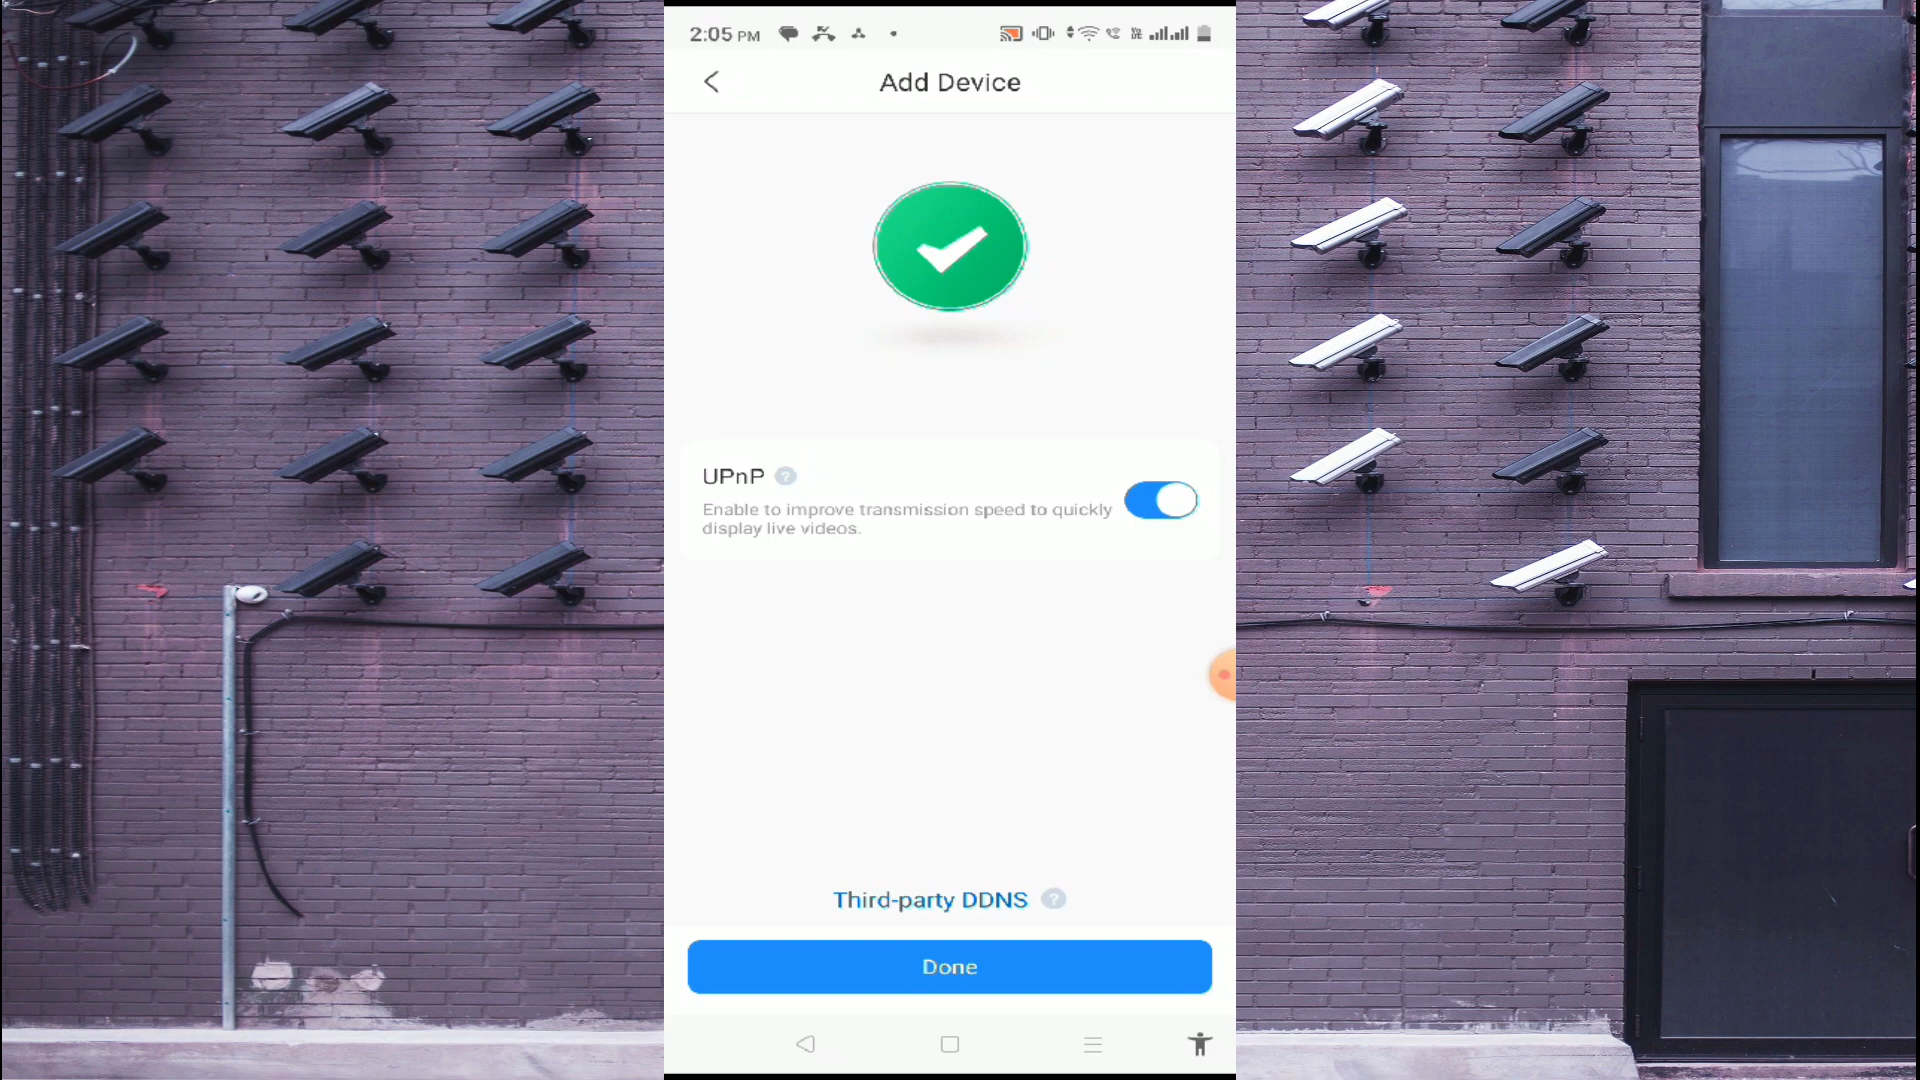 2:05 PM
Add Device
UPnP ?
Enable to improve transmission speed to quickly
display live videos.
Third-party DDNS ?
Done